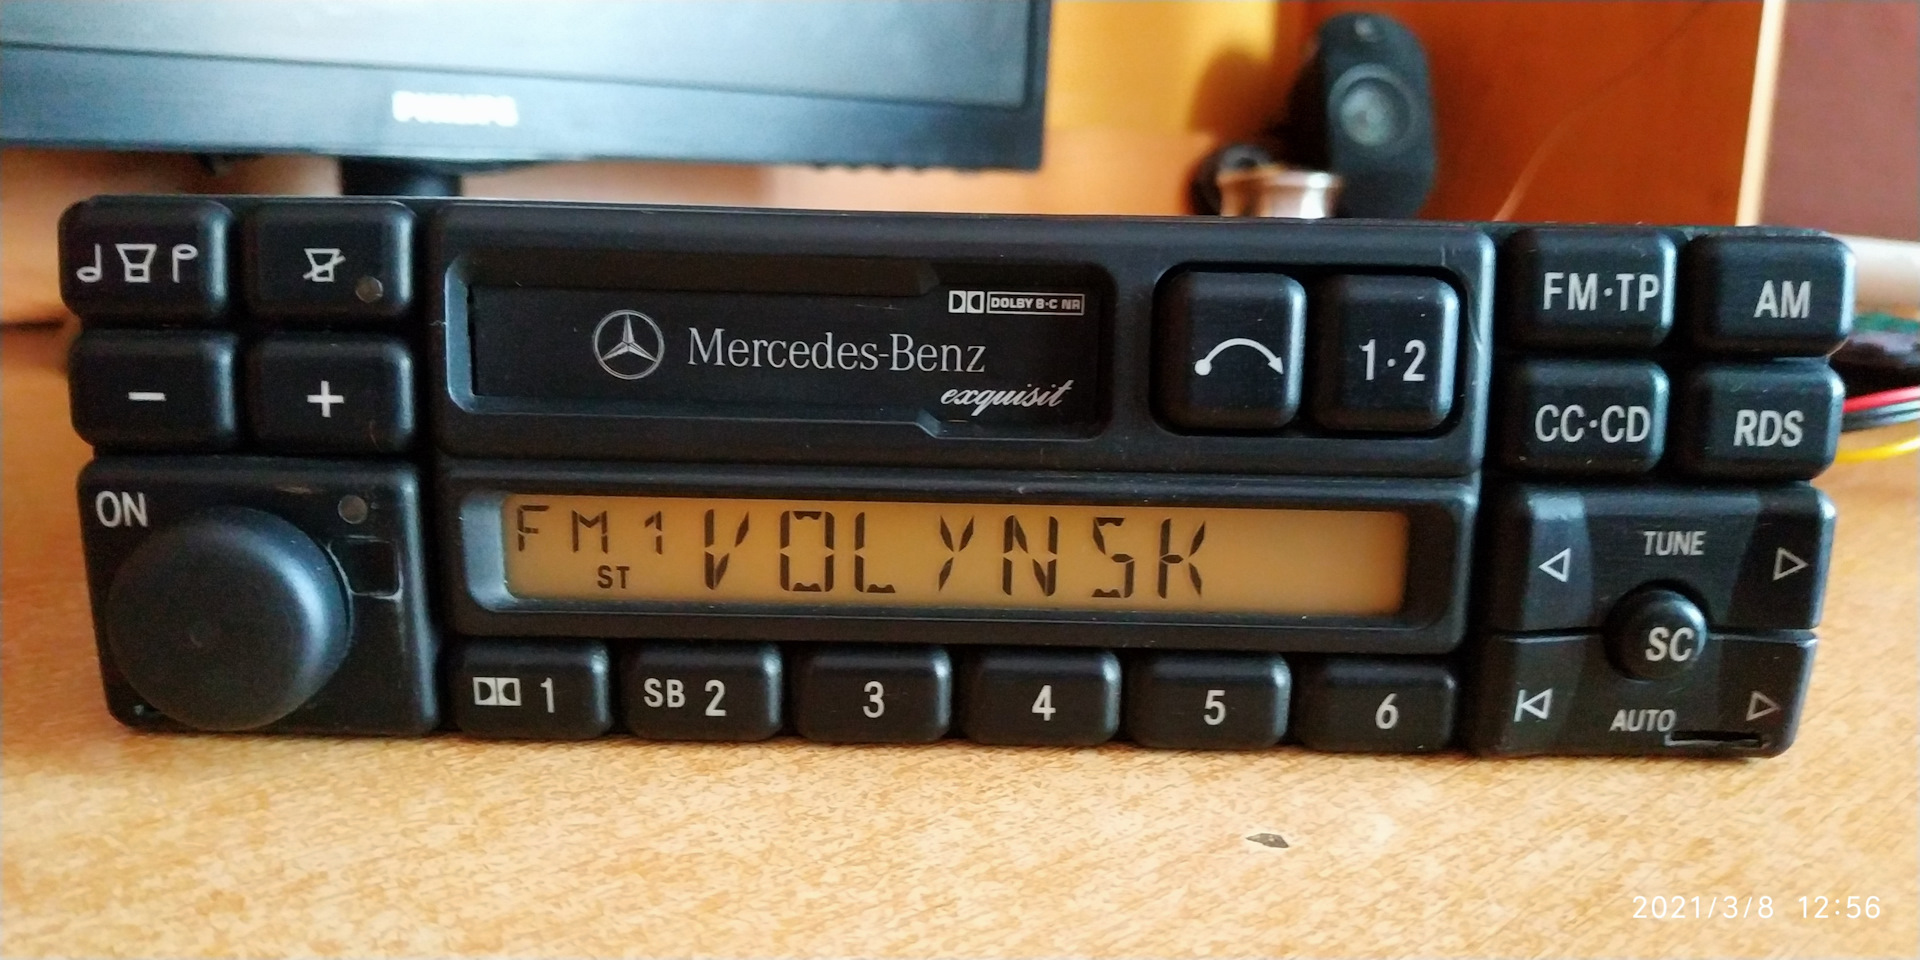 PHILIPS
DOLBY B·C NR
Mercedes-Benz
exquisit
1·2
FM·TP
AM
CC·CD
RDS
ON
FM1 VOLYNSK
ST
TUNE
SC
AUTO
1
SB 2
3
4
5
6
2021/3/8 12:56